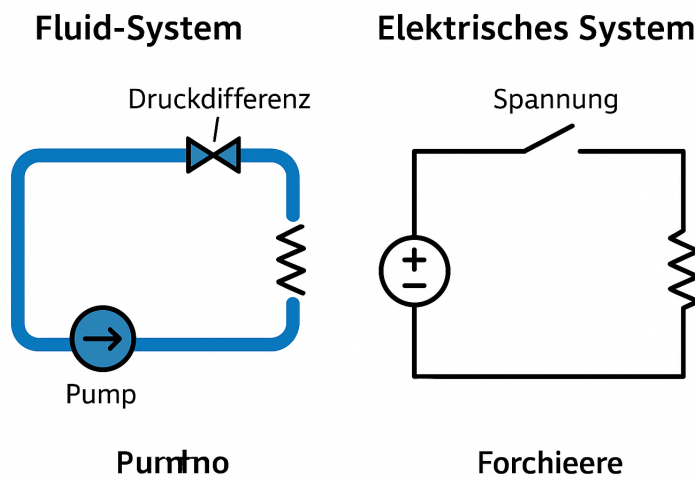 Fluid-System
Elektrisches System
Druckdifferenz
Spannung
+
−
Pump
Forchieere